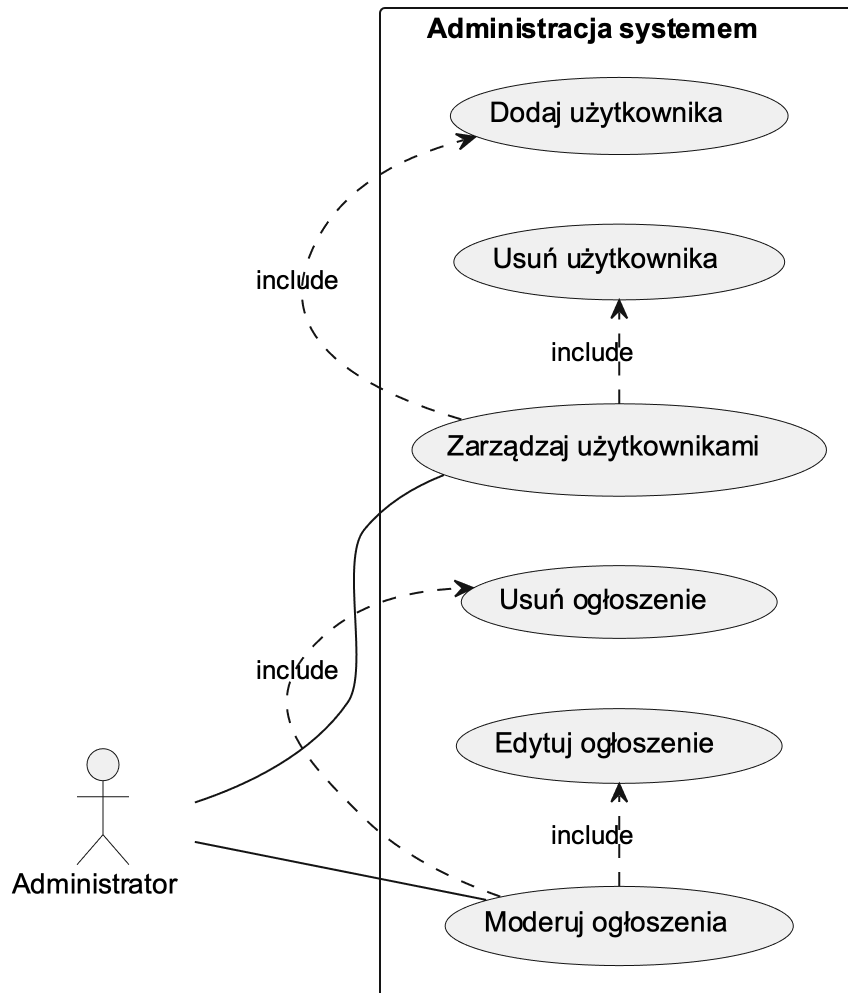 Administracja systemem
Dodaj użytkownika
Usuń użytkownika
include
include
Zarządzaj użytkownikami
Usuń ogłoszenie
include
Edytuj ogłoszenie
include
Administrator
Moderuj ogłoszenia